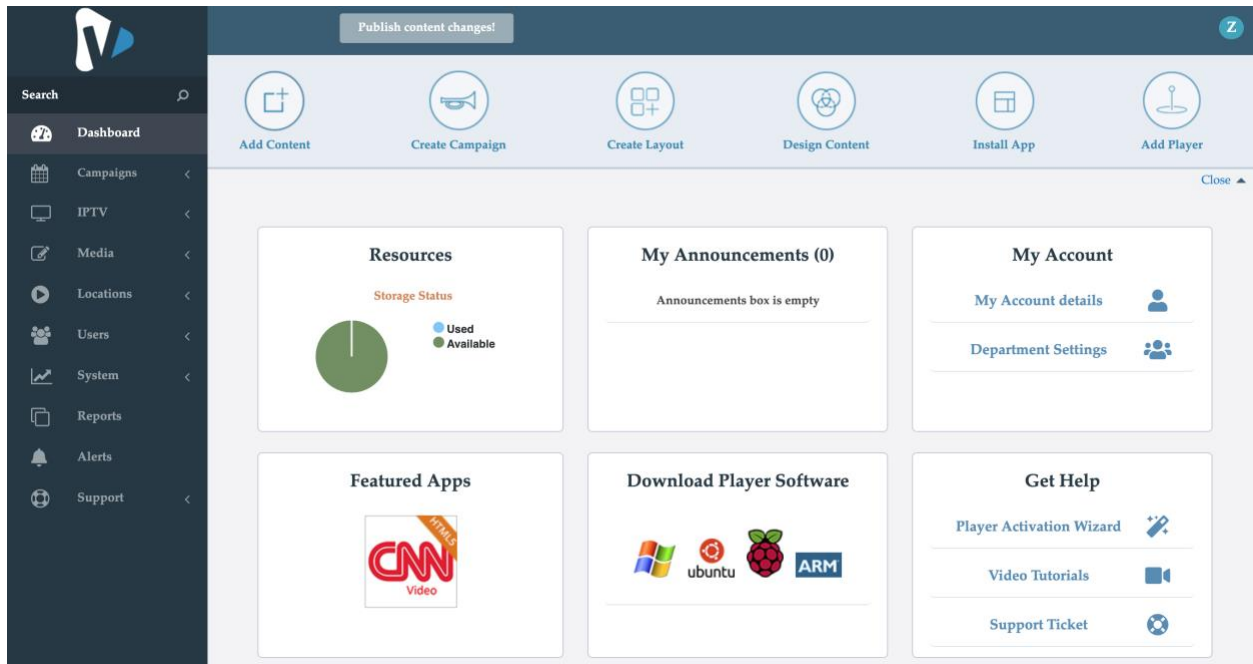 Publish content changes!
Z
Search
Dashboard
Campaigns
IPTV
Media
Locations
Users
System
Reports
Alerts
Support
Add Content
Create Campaign
Create Layout
Design Content
Install App
Add Player
Close
Resources
Storage Status
Used
Available
My Announcements (0)
Announcements box is empty
My Account
My Account details
Department Settings
Featured Apps
HTML5
CNN
Video
Download Player Software
ubuntu
ARM
Get Help
Player Activation Wizard
Video Tutorials
Support Ticket